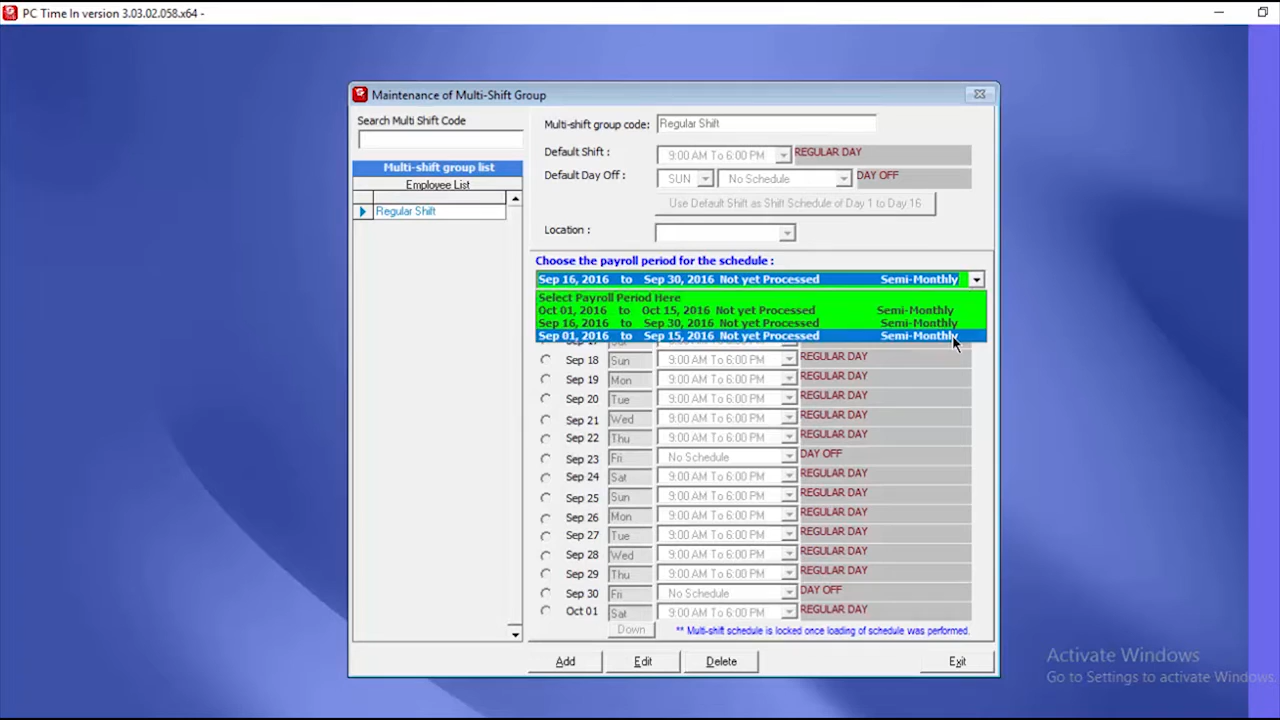 PC Time In version 3.03.02.058.x64 -
Maintenance of Multi-Shift Group
Search Multi Shift Code
Multi-shift group list
Employee List
Regular Shift
Multi-shift group code: Regular Shift
Default Shift : 9:00 AM To 6:00 PM REGULAR DAY
Default Day Off : SUN No Schedule DAY OFF
Use Default Shift as Shift Schedule of Day 1 to Day 16
Location :
Choose the payroll period for the schedule :
Sep 16, 2016 to Sep 30, 2016 Not yet Processed Semi-Monthly
Select Payroll Period Here
Oct 01, 2016 to Oct 15, 2016 Not yet Processed Semi-Monthly
Sep 16, 2016 to Sep 30, 2016 Not yet Processed Semi-Monthly
Sep 01, 2016 to Sep 15, 2016 Not yet Processed Semi-Monthly
Sep 18 Sun 9:00 AM To 6:00 PM REGULAR DAY
Sep 19 Mon 9:00 AM To 6:00 PM REGULAR DAY
Sep 20 Tue 9:00 AM To 6:00 PM REGULAR DAY
Sep 21 Wed 9:00 AM To 6:00 PM REGULAR DAY
Sep 22 Thu 9:00 AM To 6:00 PM REGULAR DAY
Sep 23 Fri No Schedule DAY OFF
Sep 24 Sat 9:00 AM To 6:00 PM REGULAR DAY
Sep 25 Sun 9:00 AM To 6:00 PM REGULAR DAY
Sep 26 Mon 9:00 AM To 6:00 PM REGULAR DAY
Sep 27 Tue 9:00 AM To 6:00 PM REGULAR DAY
Sep 28 Wed 9:00 AM To 6:00 PM REGULAR DAY
Sep 29 Thu 9:00 AM To 6:00 PM REGULAR DAY
Sep 30 Fri No Schedule DAY OFF
Oct 01 Sat 9:00 AM To 6:00 PM REGULAR DAY
Down
** Multi-shift schedule is locked once loading of schedule was performed.
Add Edit Delete Exit
Activate Windows
Go to Settings to activate Windows.